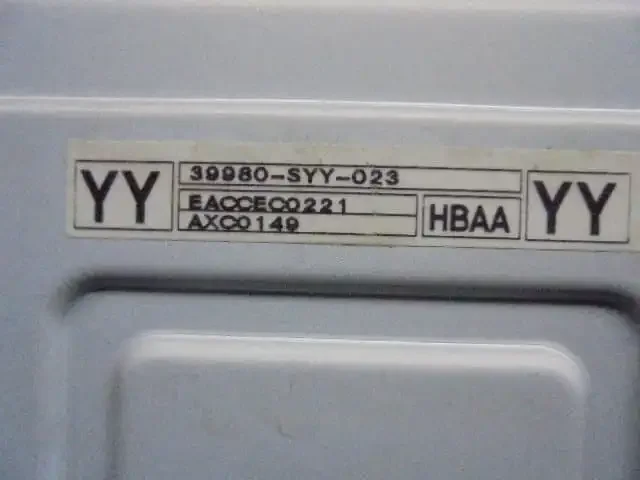 YY
39980-SYY-023
EACCEC0221
AXC0149
HBAA
YY